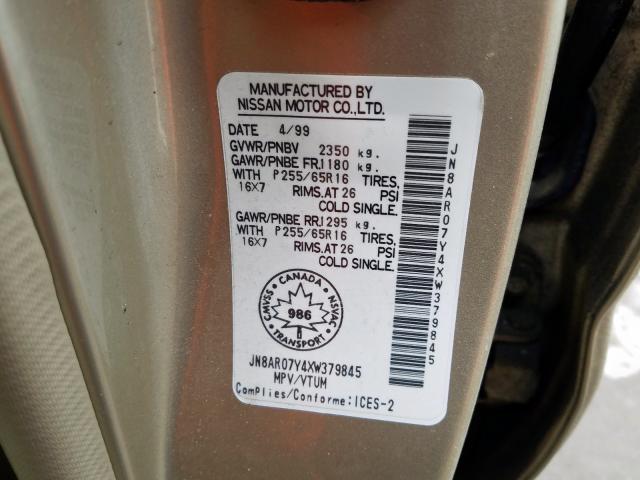 MANUFACTURED BY
NISSAN MOTOR CO.,LTD.
DATE 4/99
GVWR/PNBV 2350 kg.
GAWR/PNBE FR.1180 kg.
WITH P255/65R16 TIRES,
16X7 RIMS,AT 26 PSI
COLD SINGLE.
GAWR/PNBE RR.1295 kg.
WITH P255/65R16 TIRES,
16X7 RIMS,AT 26 PSI
COLD SINGLE.
CANADA
CMVSS
986
NSVAC
TRANSPORT
JN8AR07Y4XW379845
MPV/VTUM
ComPlies/Conforme:ICES-2
JN8AR07Y4XW379845